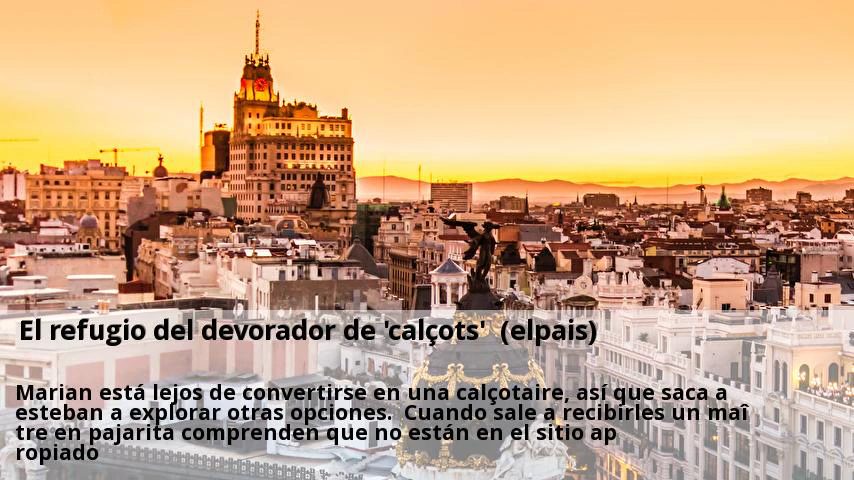 El refugio del devorador de 'calçots' (elpais)
Marian está lejos de convertirse en una calçotaire, así que saca a
esteban a explorar otras opciones. Cuando sale a recibirles un maî
tre en pajarita comprenden que no están en el sitio ap
ropiado